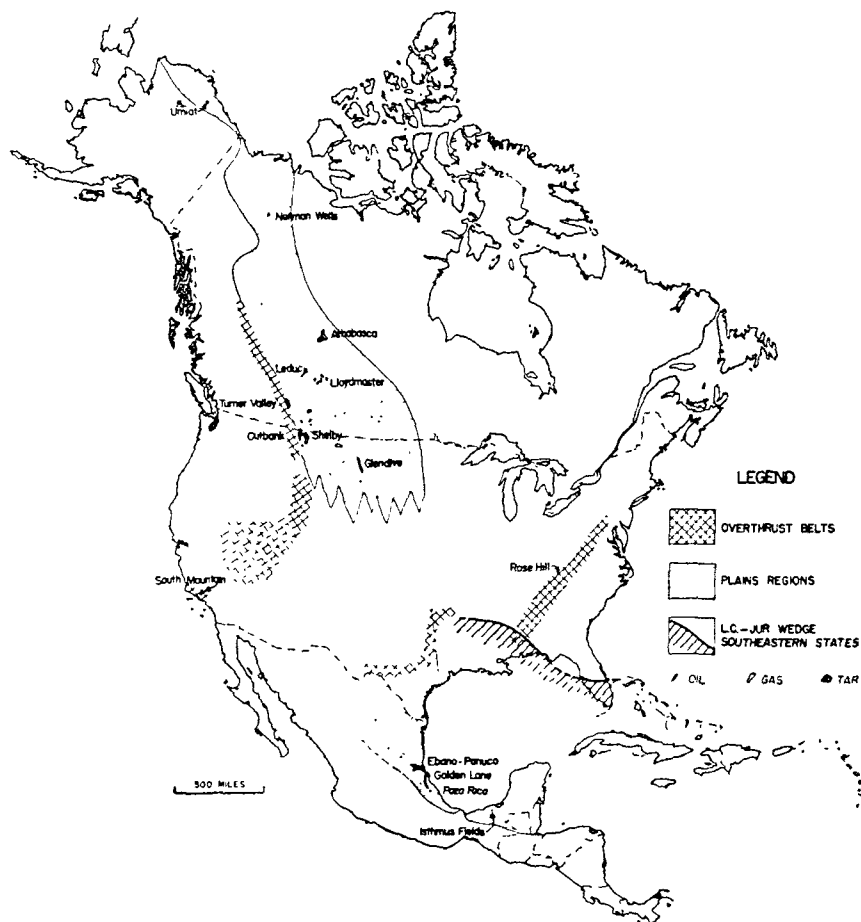 Umiat
Norman Wells
Athabasca
Leduc
Lloydmaster
Turner Valley
Cutbank
Shelby
Glendive
LEGEND
OVERTHRUST BELTS
Rose Hill
South Mountain
PLAINS REGIONS
L.C.-JUR WEDGE
SOUTHEASTERN STATES
OIL GAS TAR
Ebano-Panuco
Golden Lane
Poza Rica
500 MILES
Isthmus Fields